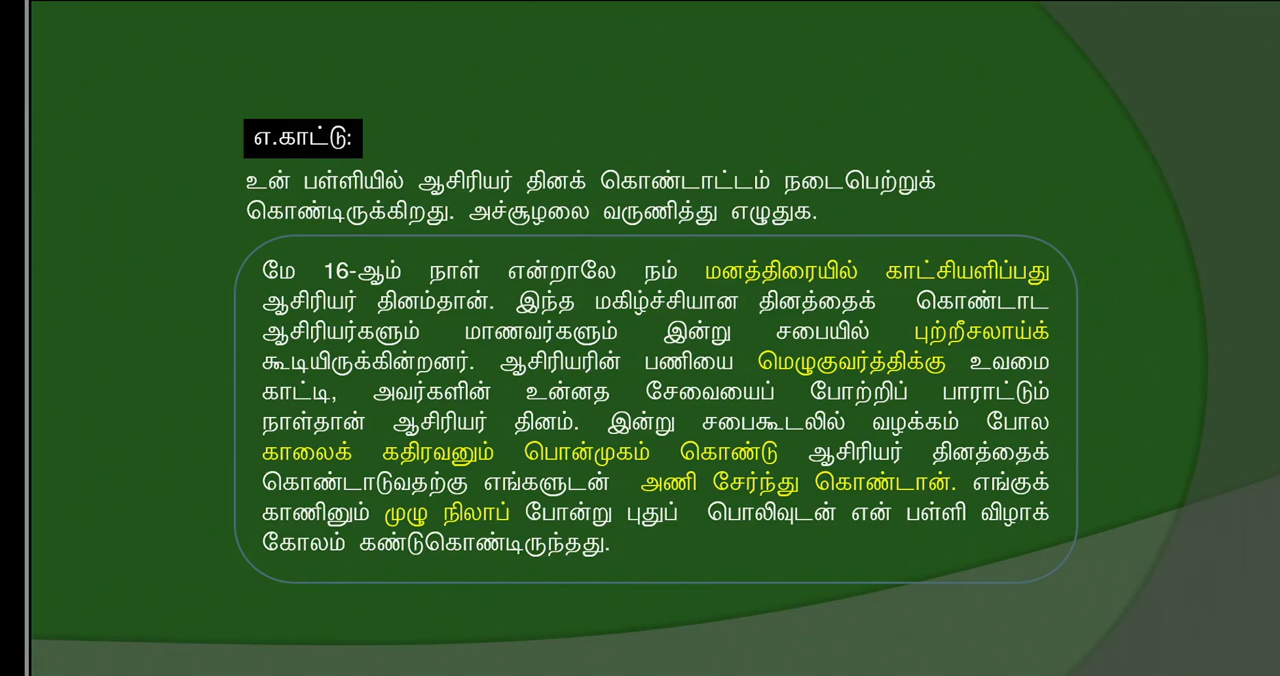 எ.காட்டு:
உன் பள்ளியில் ஆசிரியர் தினக் கொண்டாட்டம் நடைபெற்றுக்
கொண்டிருக்கிறது. அச்சூழலை வருணித்து எழுதுக.
மே 16-ஆம் நாள் என்றாலே நம் மனத்திரையில் காட்சியளிப்பது
ஆசிரியர் தினம்தான். இந்த மகிழ்ச்சியான தினத்தைக் கொண்டாட
ஆசிரியர்களும் மாணவர்களும் இன்று சபையில் புற்றீசலாய்க்
கூடியிருக்கின்றனர். ஆசிரியரின் பணியை மெழுகுவர்த்திக்கு உவமை
காட்டி, அவர்களின் உன்னத சேவையைப் போற்றிப் பாராட்டும்
நாள்தான் ஆசிரியர் தினம். இன்று சபைகூடலில் வழக்கம் போல
காலைக் கதிரவனும் பொன்முகம் கொண்டு ஆசிரியர் தினத்தைக்
கொண்டாடுவதற்கு எங்களுடன் அணி சேர்ந்து கொண்டான். எங்குக்
காணினும் முழு நிலாப் போன்று புதுப் பொலிவுடன் என் பள்ளி விழாக்
கோலம் கண்டுகொண்டிருந்தது.